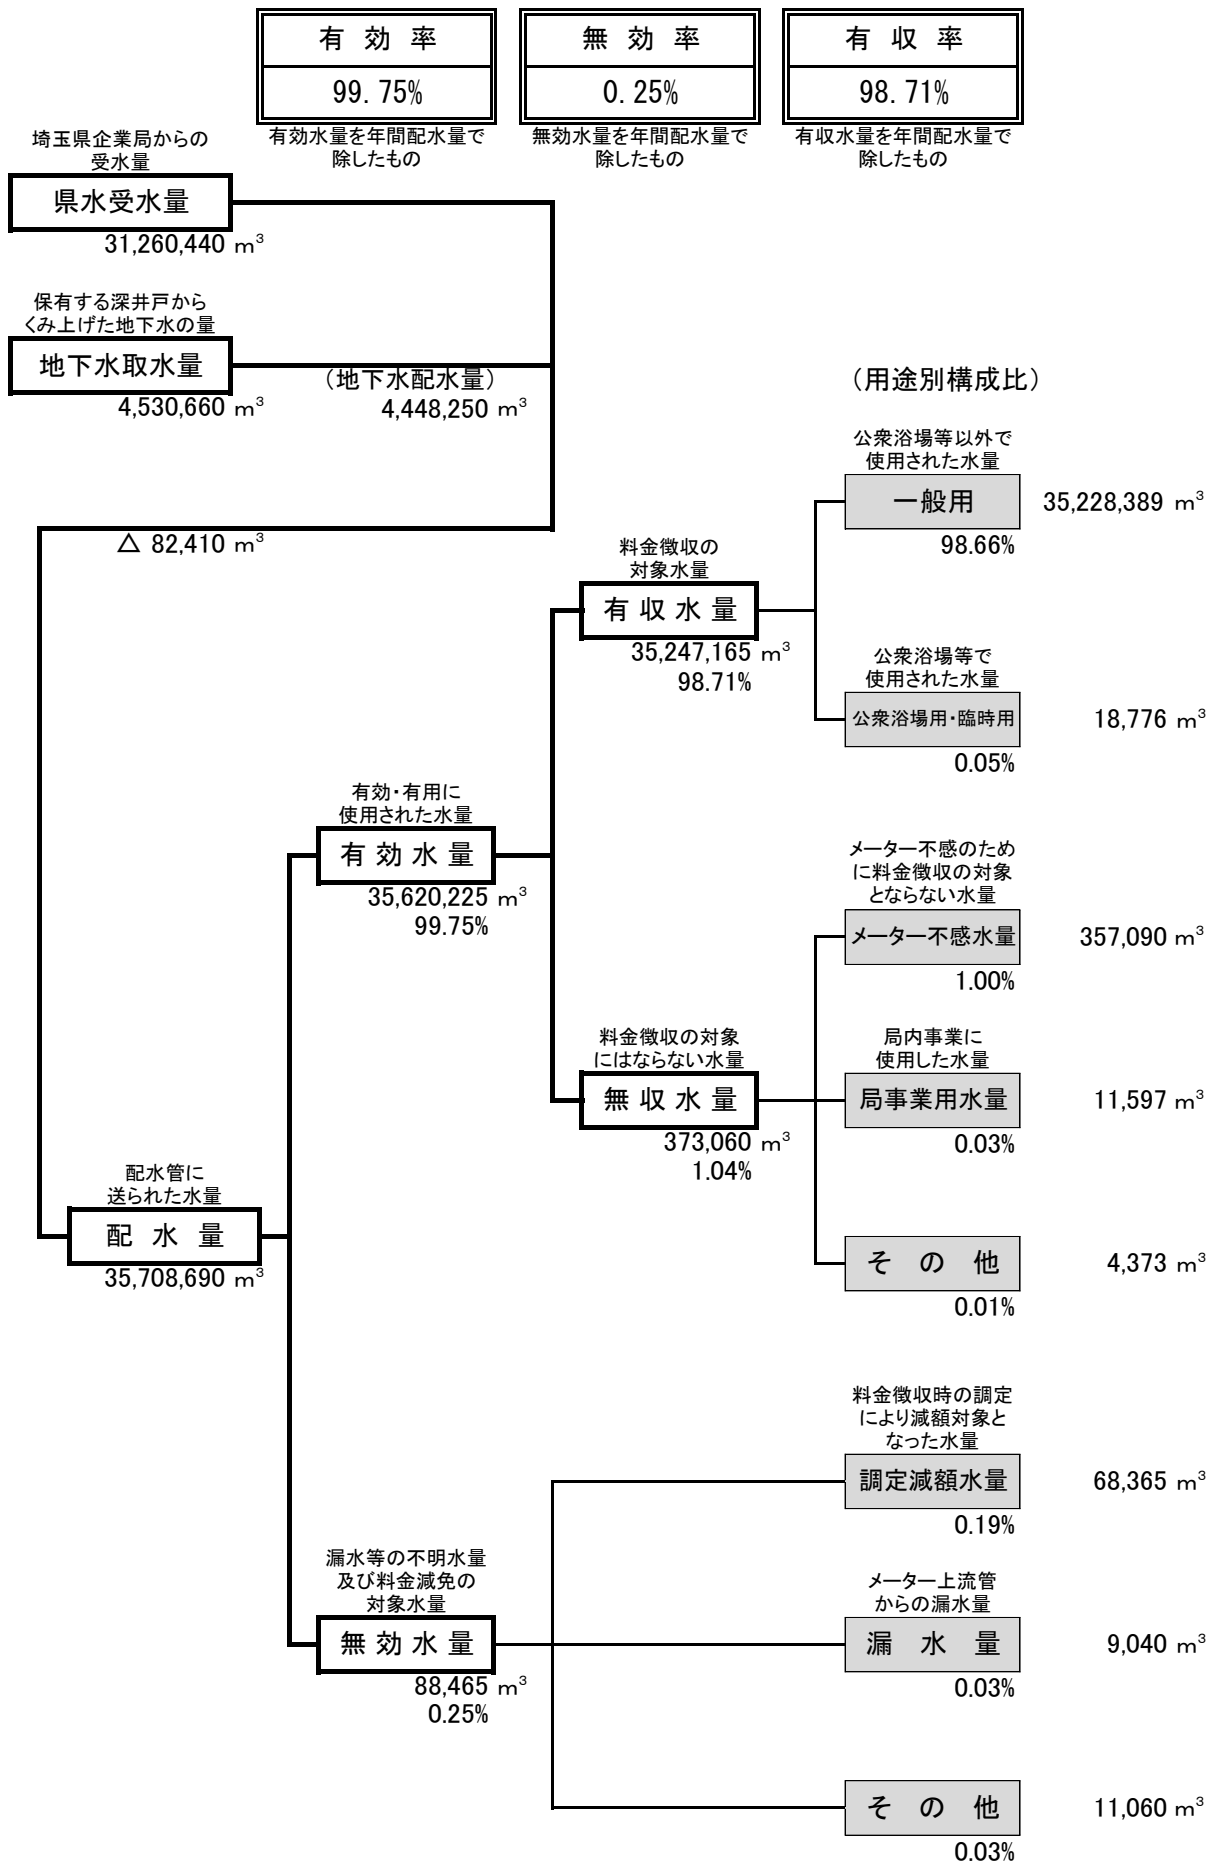 有 効 率
99.75%
有効水量を年間配水量で
除したもの
無 効 率
0.25%
無効水量を年間配水量で
除したもの
有 収 率
98.71%
有収水量を年間配水量で
除したもの
埼玉県企業局からの
受水量
県水受水量
31,260,440 m³
保有する深井戸から
くみ上げた地下水の量
地下水取水量
4,530,660 m³
(地下水配水量)
4,448,250 m³
△ 82,410 m³
(用途別構成比)
公衆浴場等以外で
使用された水量
一般用
35,228,389 m³
98.66%
料金徴収の
対象水量
有 収 水 量
35,247,165 m³
98.71%
公衆浴場等で
使用された水量
公衆浴場用・臨時用
18,776 m³
0.05%
有効・有用に
使用された水量
有 効 水 量
35,620,225 m³
99.75%
メーター不感のため
に料金徴収の対象
とならない水量
メーター不感水量
357,090 m³
1.00%
料金徴収の対象
にはならない水量
無 収 水 量
373,060 m³
1.04%
局内事業に
使用した水量
局事業用水量
11,597 m³
0.03%
配水管に
送られた水量
配 水 量
35,708,690 m³
そ の 他
4,373 m³
0.01%
料金徴収時の調定
により減額対象と
なった水量
調定減額水量
68,365 m³
0.19%
漏水等の不明水量
及び料金減免の
対象水量
無 効 水 量
88,465 m³
0.25%
メーター上流管
からの漏水量
漏 水 量
9,040 m³
0.03%
そ の 他
11,060 m³
0.03%